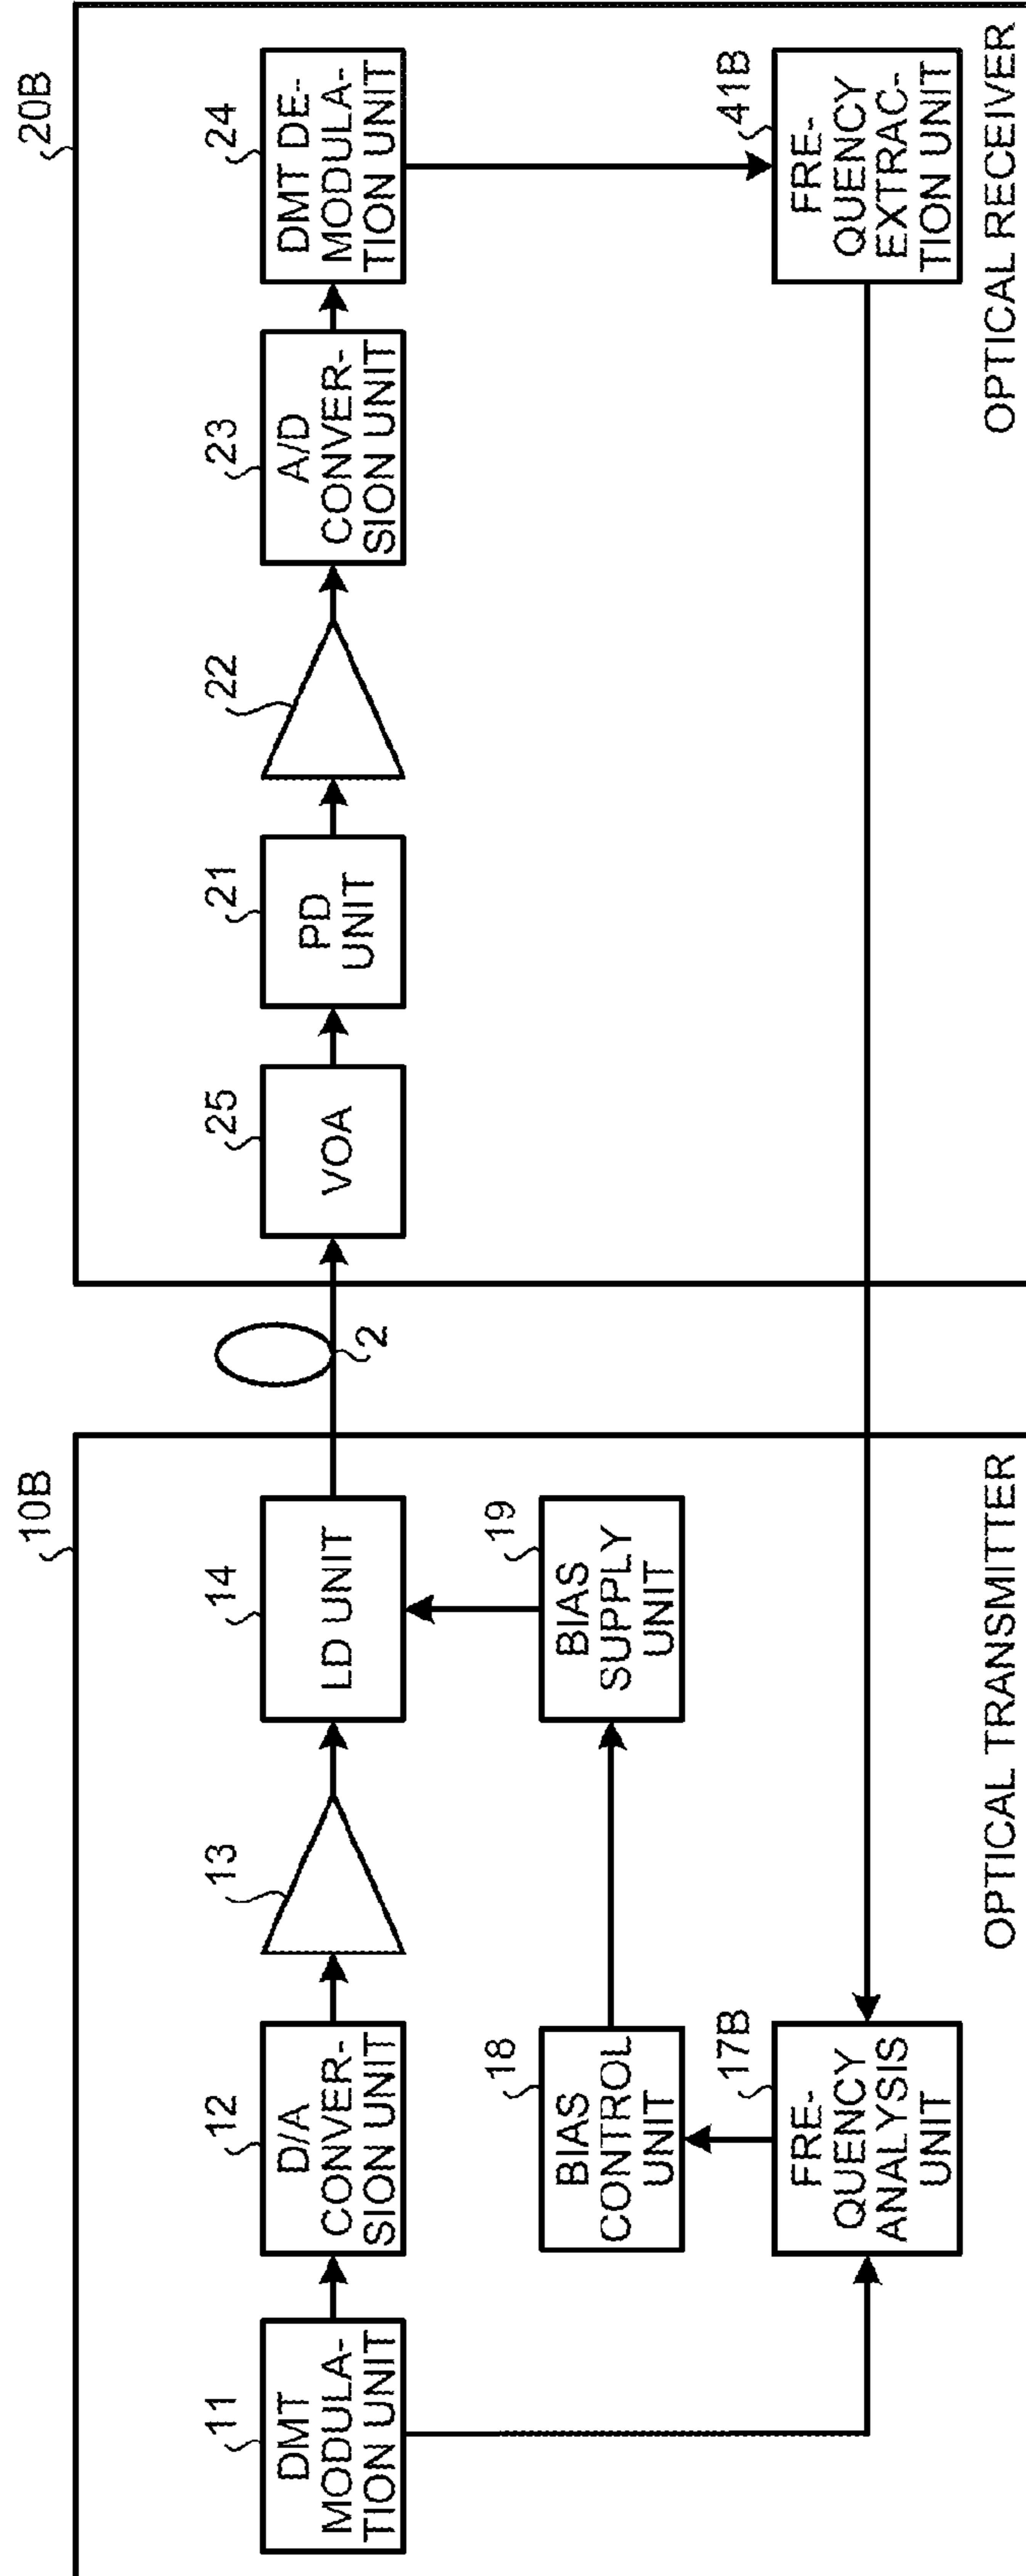 10B
11
DMT
MODULA-
TION UNIT
12
D/A
CONVER-
SION UNIT
13
14
LD UNIT
18
BIAS
CONTROL
UNIT
19
BIAS
SUPPLY
UNIT
17B
FRE-
QUENCY
ANALYSIS
UNIT
OPTICAL TRANSMITTER
2
20B
25
VOA
21
PD
UNIT
22
23
A/D
CONVER-
SION UNIT
24
DMT DE-
MODULA-
TION UNIT
41B
FRE-
QUENCY
EXTRAC-
TION UNIT
OPTICAL RECEIVER